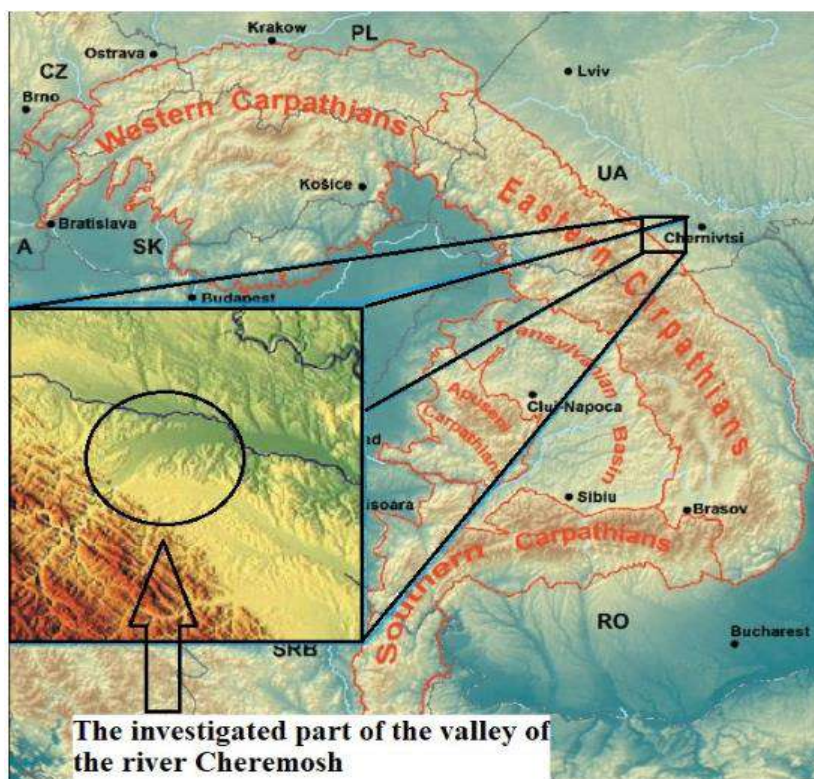 Krakow
PL
Ostrava
CZ
Lviv
Brno
Western Carpathians
UA
Košice
Eastern Carpathians
Bratislava
Chernivtsi
A
SK
Budapest
Transylvanian Basin
Apuseni Carpathians
Cluj-Napoca
ad
Sibiu
isoara
Brasov
Southern Carpathians
RO
SRB
Bucharest
The investigated part of the valley of
the river Cheremosh